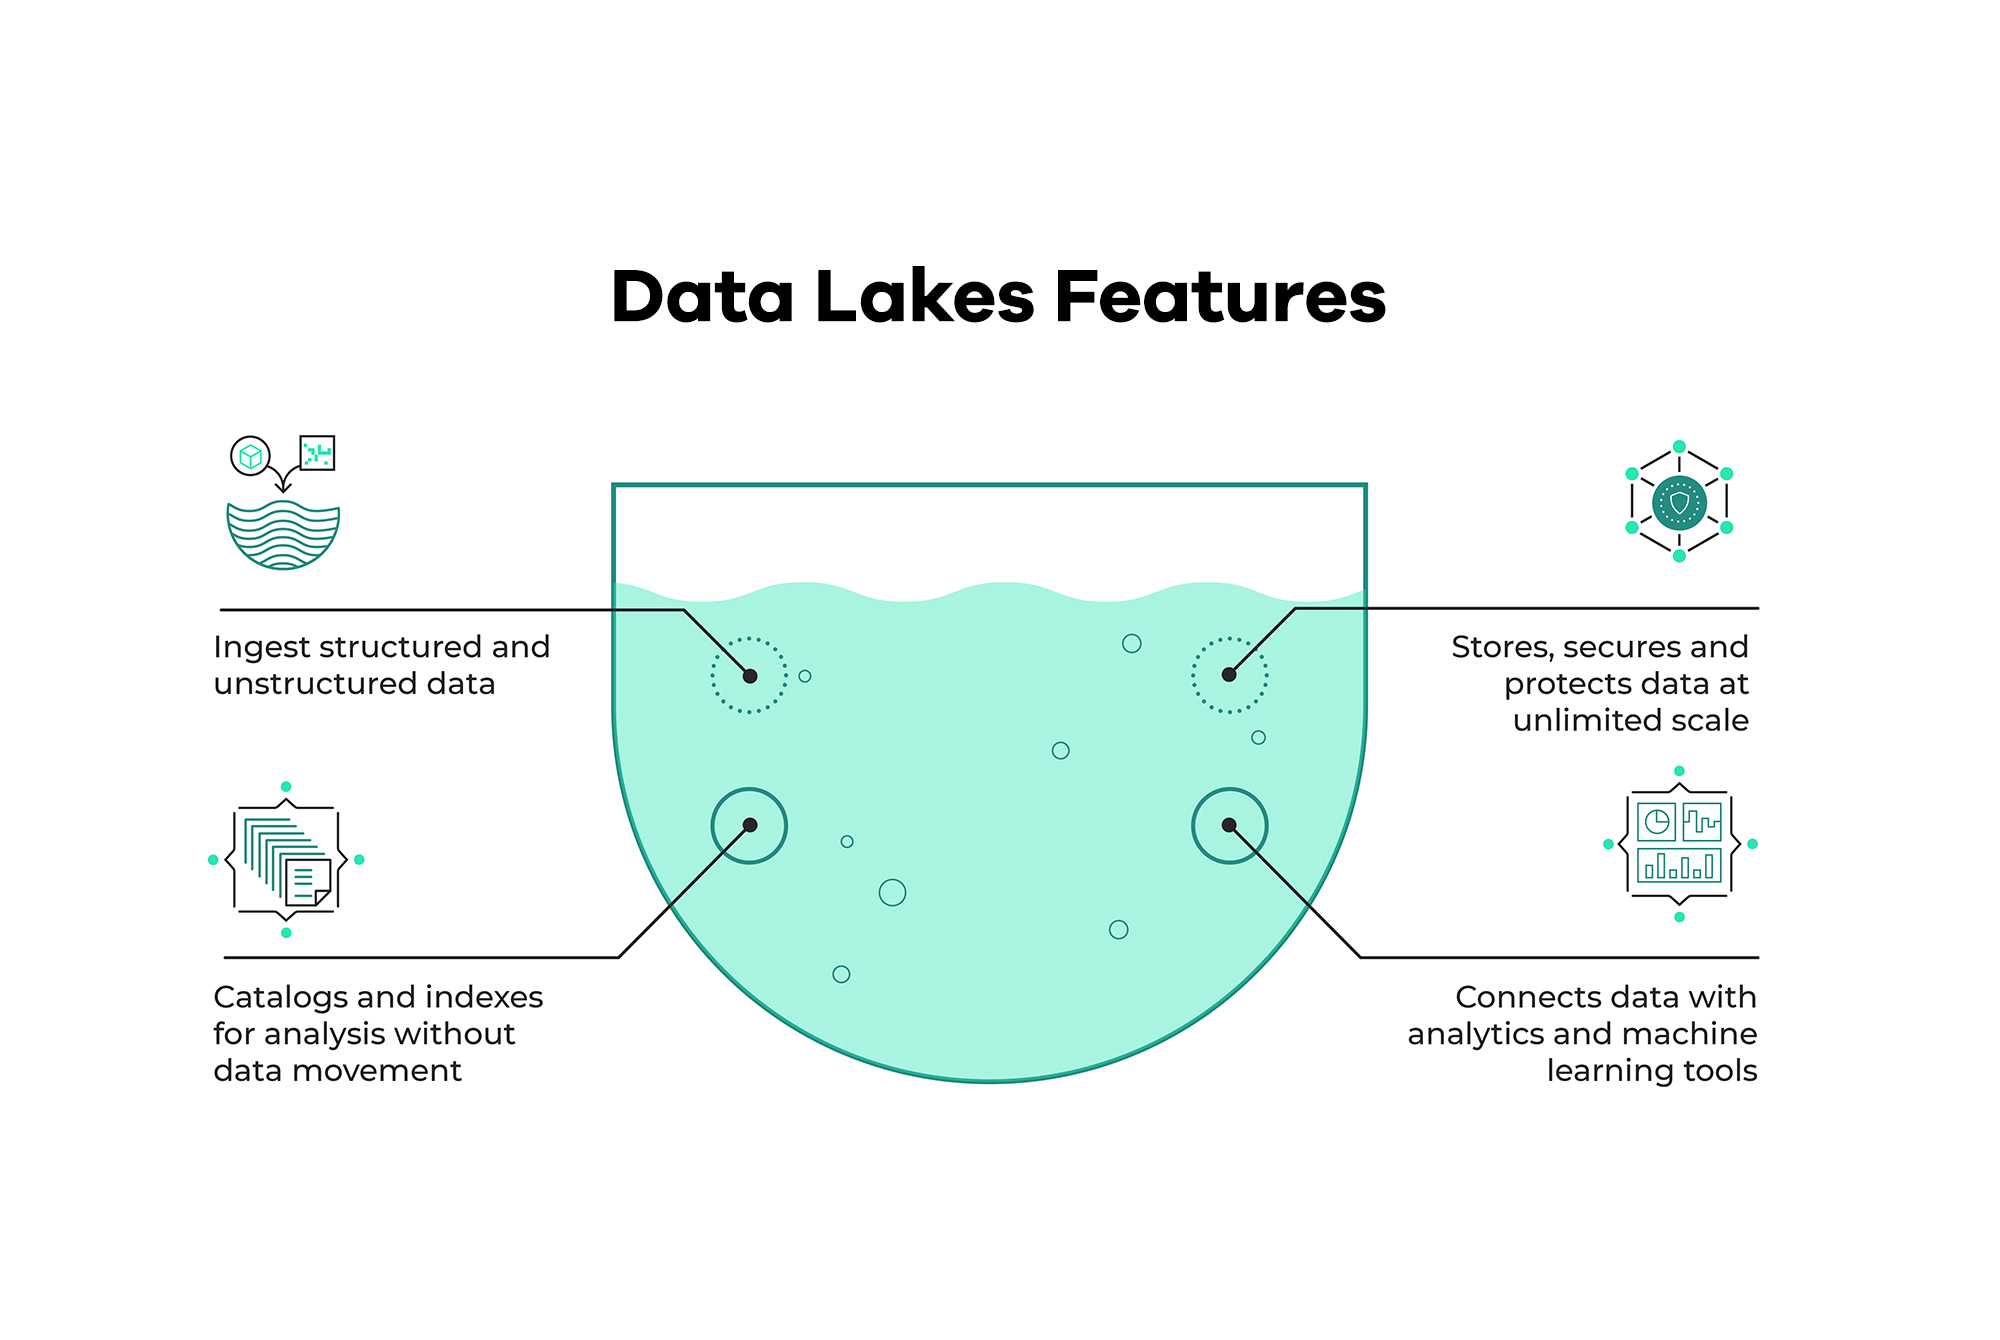 Data Lakes Features
Ingest structured and
unstructured data
Stores, secures and
protects data at
unlimited scale
Catalogs and indexes
for analysis without
data movement
Connects data with
analytics and machine
learning tools